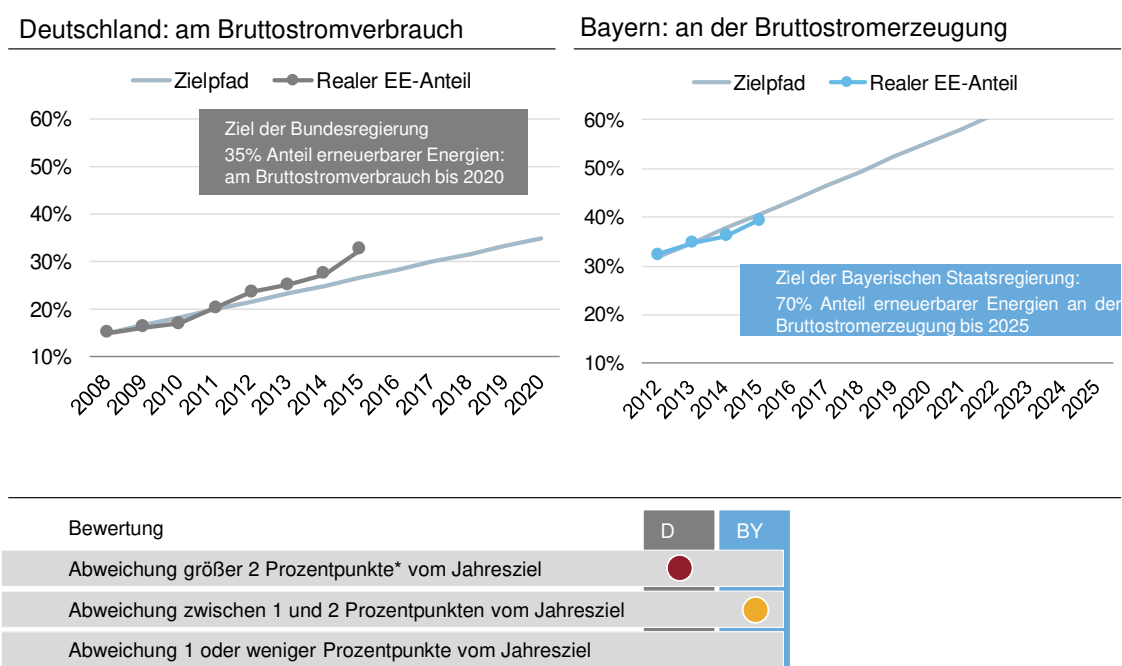 Deutschland: am Bruttostromverbrauch
Zielpfad
Realer EE-Anteil
Ziel der Bundesregierung
35% Anteil erneuerbarer Energien:
am Bruttostromverbrauch bis 2020
60%
50%
40%
30%
20%
10%
2008
2009
2010
2011
2012
2013
2014
2015
2016
2017
2018
2019
2020
Bayern: an der Bruttostromerzeugung
Zielpfad
Realer EE-Anteil
60%
50%
40%
30%
20%
10%
Ziel der Bayerischen Staatsregierung:
70% Anteil erneuerbarer Energien an der
Bruttostromerzeugung bis 2025
2012
2013
2014
2015
2016
2017
2018
2019
2020
2021
2022
2023
2024
2025
Bewertung
D
BY
Abweichung größer 2 Prozentpunkte* vom Jahresziel
Abweichung zwischen 1 und 2 Prozentpunkten vom Jahresziel
Abweichung 1 oder weniger Prozentpunkte vom Jahresziel